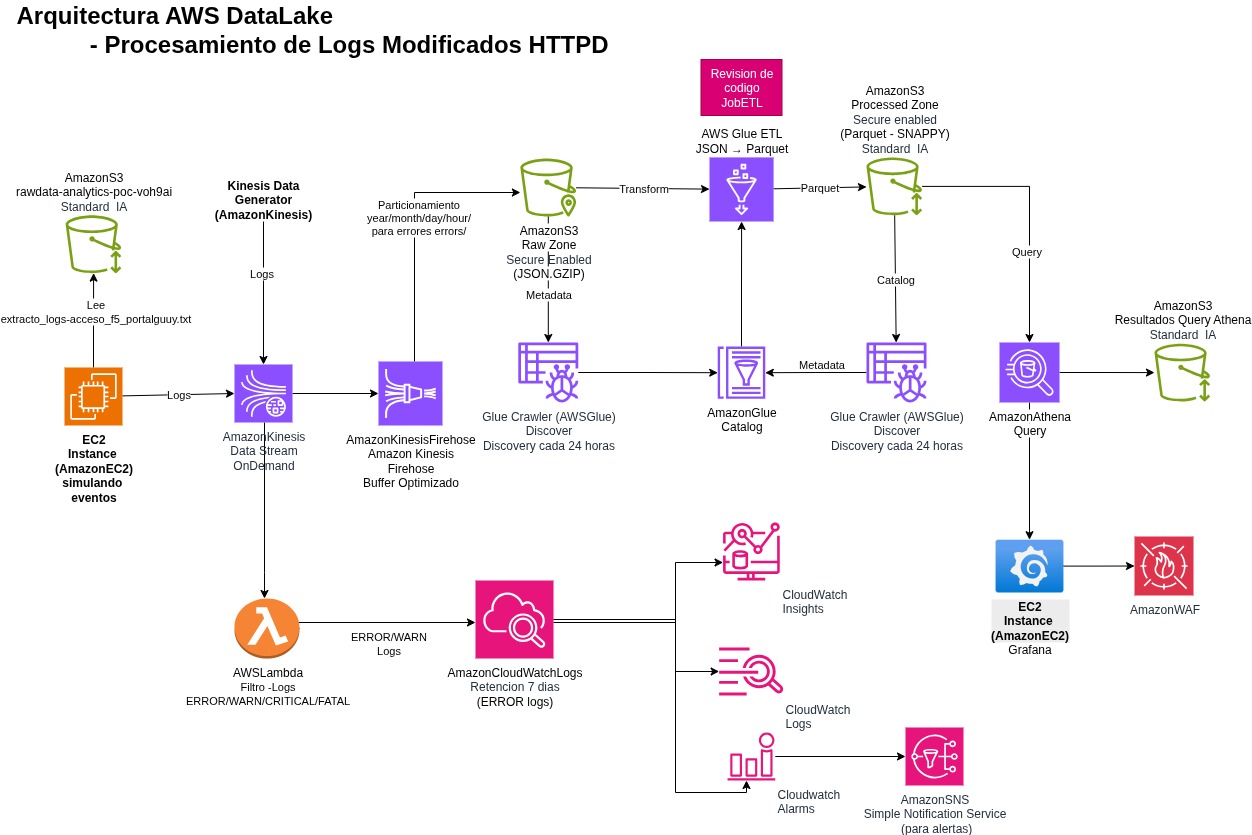 Arquitectura AWS DataLake
- Procesamiento de Logs Modificados HTTPD
Revision de
codigo
JobETL
AWS Glue ETL
JSON → Parquet
AmazonS3
Processed Zone
Secure enabled
(Parquet - SNAPPY)
Standard IA
AmazonS3
rawdata-analytics-poc-voh9ai
Standard IA
Kinesis Data
Generator
(AmazonKinesis)
Particionamiento
year/month/day/hour/
para errores errors/
Transform
Parquet
AmazonS3
Raw Zone
Secure Enabled
(JSON.GZIP)
Metadata
Logs
Catalog
Query
Lee
extracto_logs-acceso_f5_portalguuy.txt
AmazonS3
Resultados Query Athena
Standard IA
Logs
Metadata
EC2
Instance
(AmazonEC2)
simulando
eventos
AmazonKinesis
Data Stream
OnDemand
AmazonKinesisFirehose
Amazon Kinesis
Firehose
Buffer Optimizado
Glue Crawler (AWSGlue)
Discover
Discovery cada 24 horas
AmazonGlue
Catalog
Glue Crawler (AWSGlue)
Discover
Discovery cada 24 horas
AmazonAthena
Query
CloudWatch
Insights
EC2
Instance
(AmazonEC2)
Grafana
AmazonWAF
ERROR/WARN
Logs
AWSLambda
Filtro -Logs
ERROR/WARN/CRITICAL/FATAL
AmazonCloudWatchLogs
Retencion 7 dias
(ERROR logs)
CloudWatch
Logs
Cloudwatch
Alarms
AmazonSNS
Simple Notification Service
(para alertas)